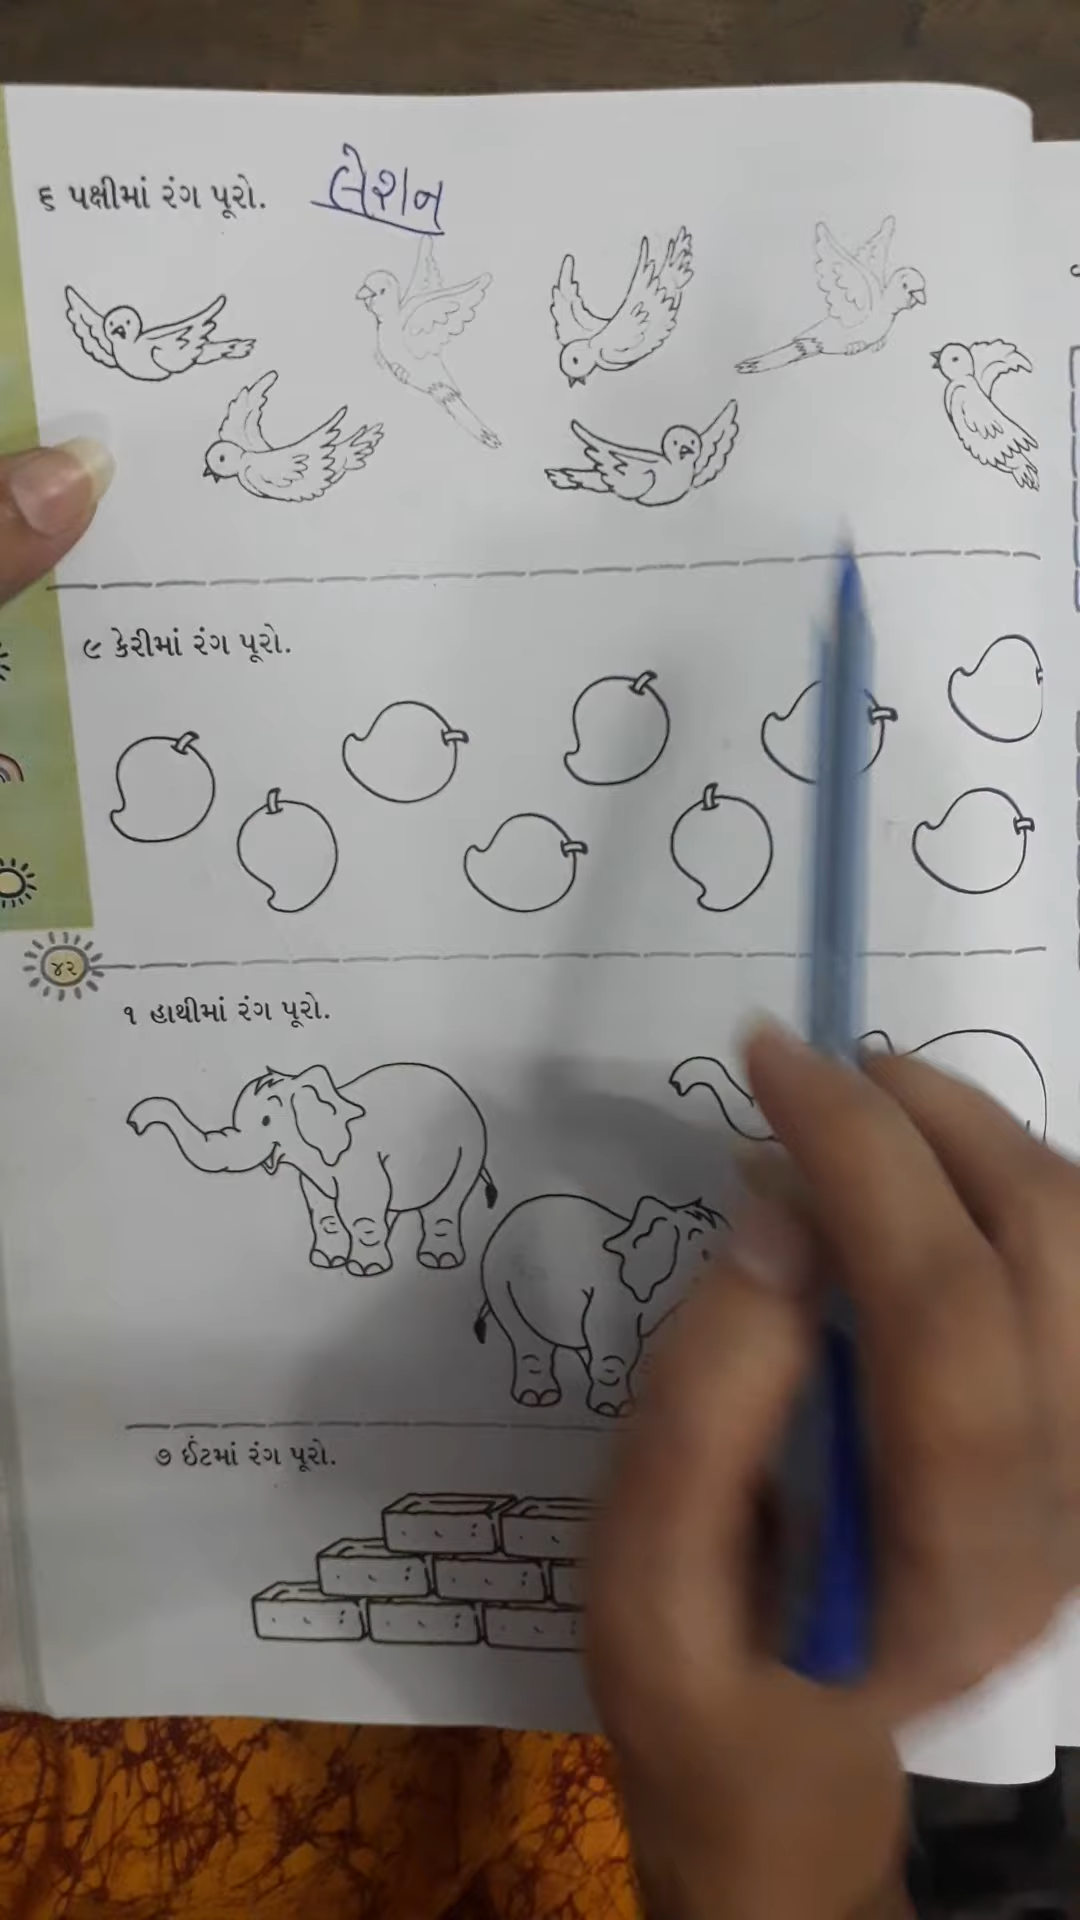 ૬ પક્ષીમાં રંગ પૂરો. લેશન
૯ કેરીમાં રંગ પૂરો.
૪૨
૧ હાથીમાં રંગ પૂરો.
૭ ઈંટમાં રંગ પૂરો.